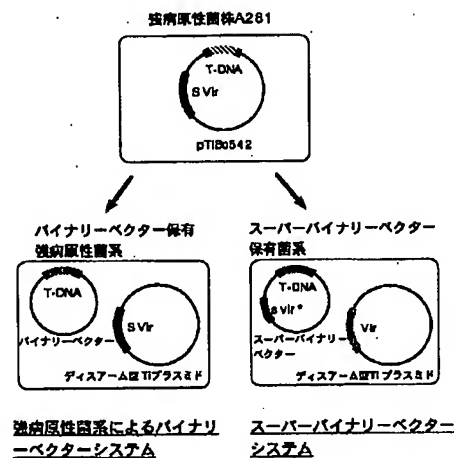 強病原性菌株A281
T-DNA
S Vir
pTiBo542
バイナリーベクター保有
強病原性菌系
スーパーバイナリーベクター
保有菌系
T-DNA
S Vir
バイナリーベクター
ディスアーム型Tiプラスミド
T-DNA
S Vir*
Vir
スーパーバイナリー
ベクター
ディスアーム型Tiプラスミド
強病原性菌系によるバイナリ
ーベクターシステム
スーパーバイナリーベクター
システム